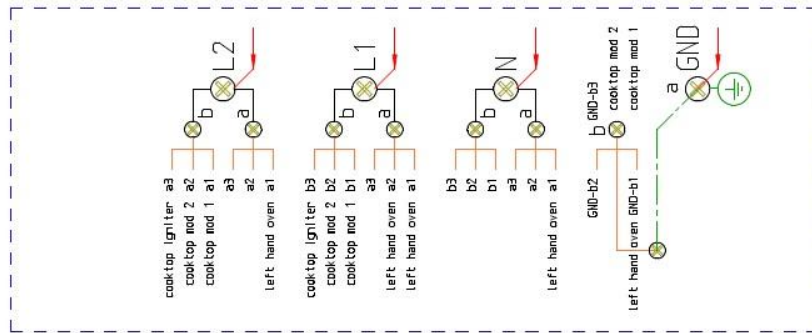 L2
b
a
cooktop igniter a3
cooktop mod 2 a2
cooktop mod 1 a1
a3
a2
left hand oven a1
L1
b
a
cooktop igniter b3
cooktop mod 2 b2
cooktop mod 1 b1
a3
left hand oven a2
left hand oven a1
N
b
a
b3
b2
b1
a3
a2
left hand oven a1
GND
a
b
GND-b3
cooktop mod 2
cooktop mod 1
GND-b2
left hand oven GND-b1